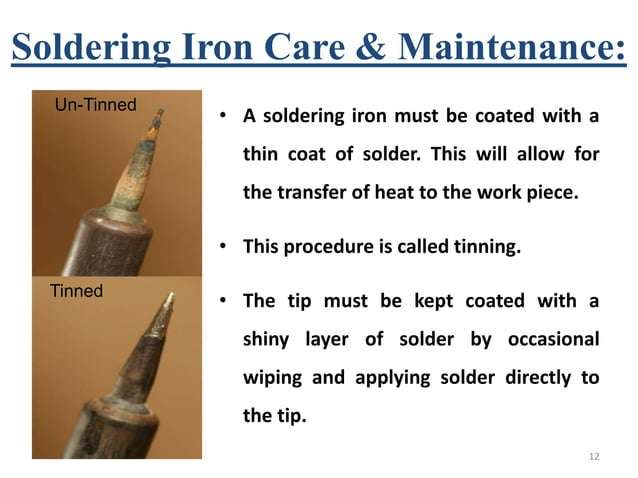 Soldering Iron Care & Maintenance:
Un-Tinned
Tinned
• A soldering iron must be coated with a
thin coat of solder. This will allow for
the transfer of heat to the work piece.
• This procedure is called tinning.
• The tip must be kept coated with a
shiny layer of solder by occasional
wiping and applying solder directly to
the tip.
12